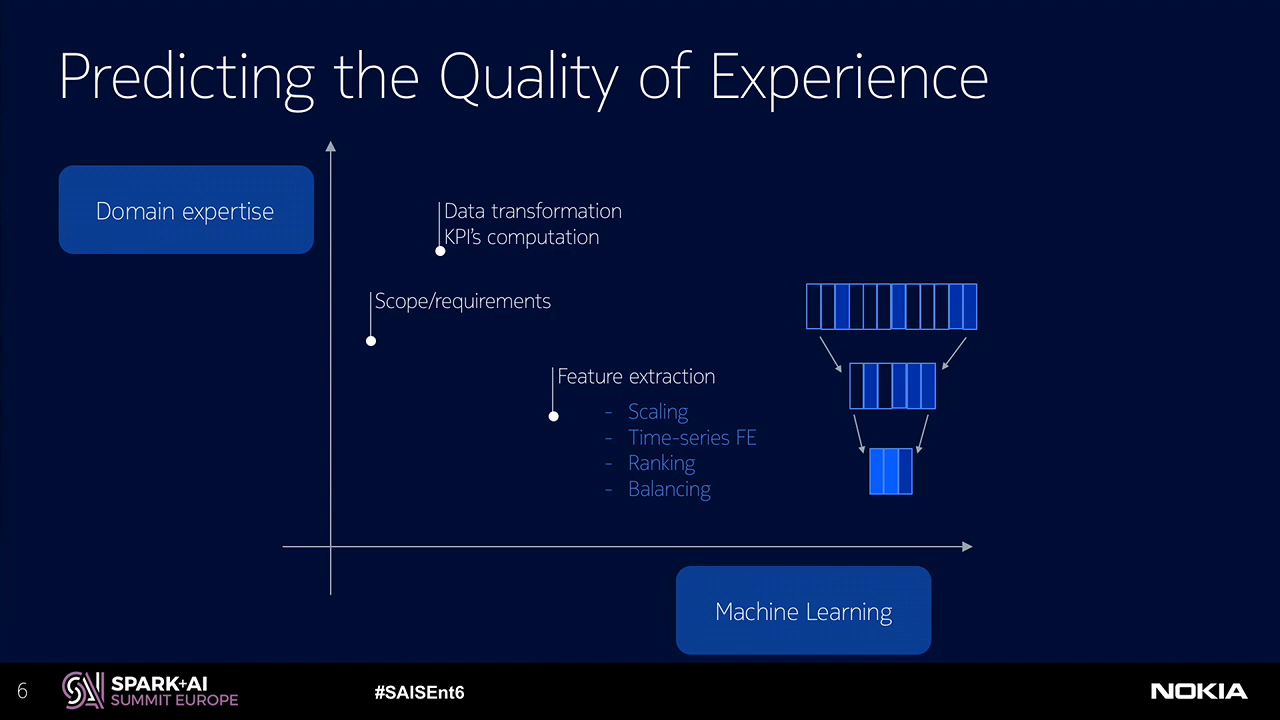 Predicting the Quality of Experience
Domain expertise
Data transformation
KPI's computation
Scope/requirements
Feature extraction
- Scaling
- Time-series FE
- Ranking
- Balancing
Machine Learning
6
SPARK+AI
SUMMIT EUROPE
#SAISEnt6
NOKIA